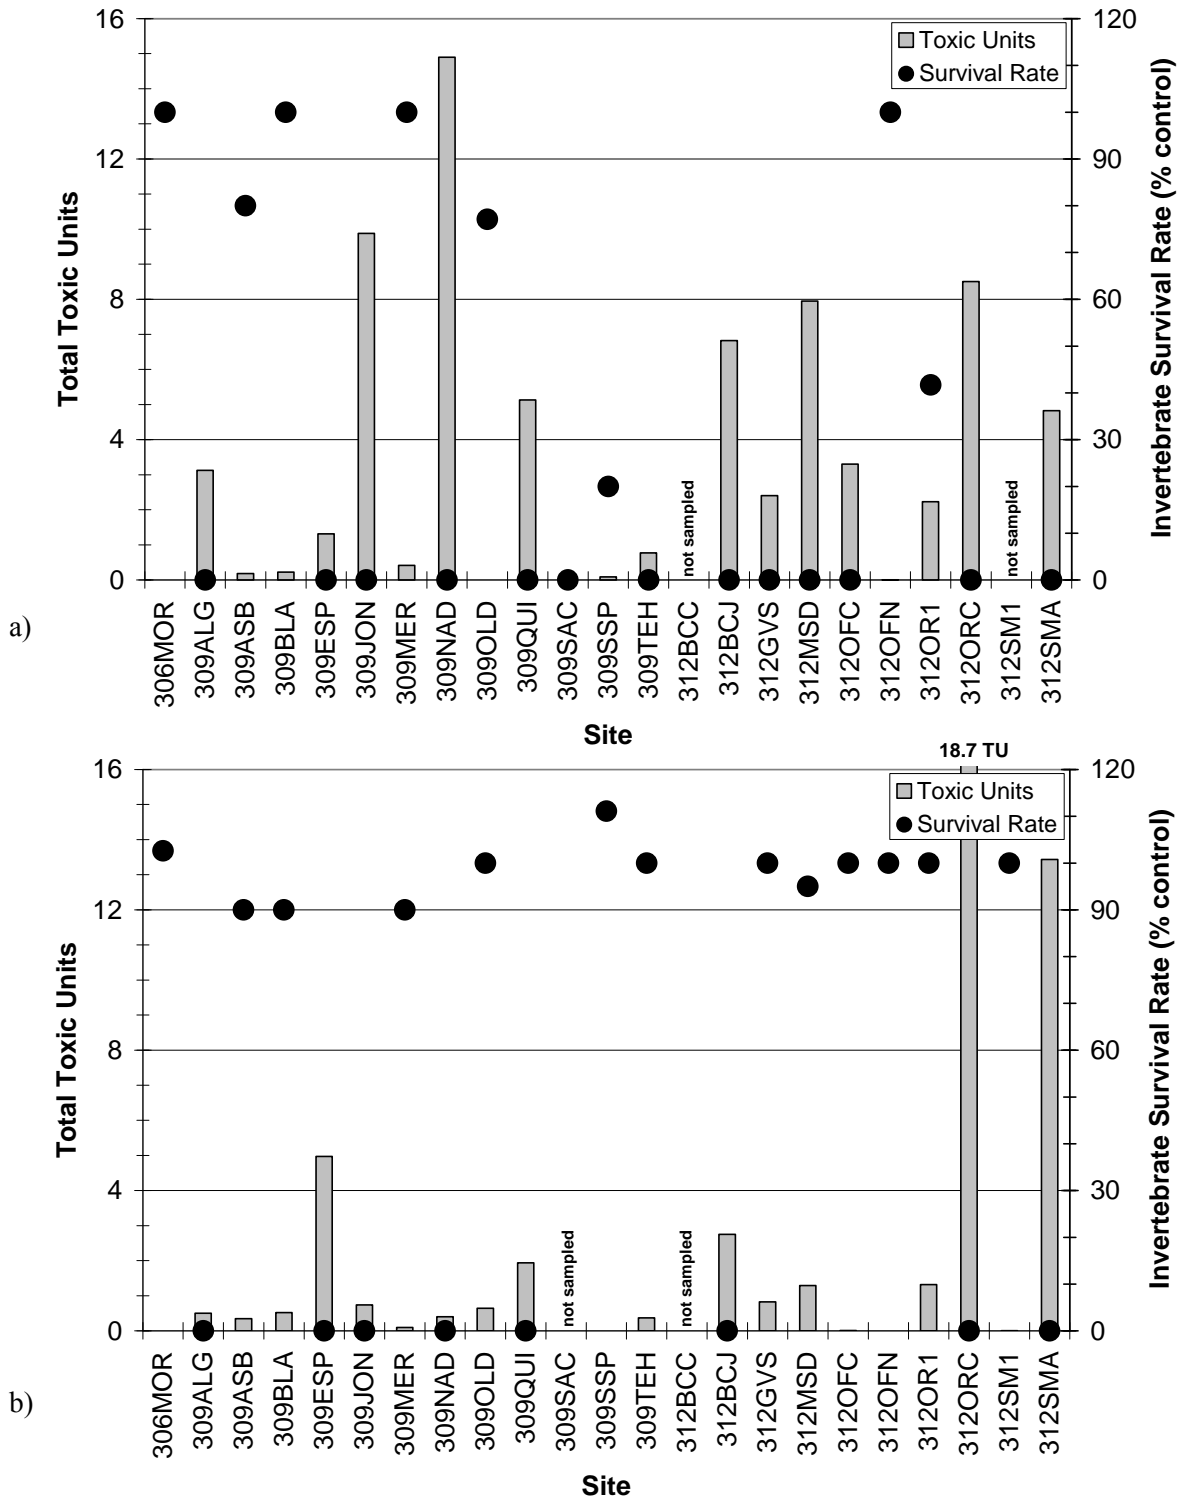 16
12
8
4
0
120
90
60
30
0
Total Toxic Units
Invertebrate Survival Rate (% control)
Toxic Units
Survival Rate
not sampled
not sampled
306MOR
309ALG
309ASB
309BLA
309ESP
309JON
309MER
309NAD
309OLD
309QUI
309SAC
309SSP
309TEH
312BCC
312BCJ
312GVS
312MSD
312OFC
312OFN
312OR1
312ORC
312SM1
312SMA
a)
Site
18.7 TU
16
12
8
4
0
120
90
60
30
0
Total Toxic Units
Invertebrate Survival Rate (% control)
Toxic Units
Survival Rate
not sampled
not sampled
306MOR
309ALG
309ASB
309BLA
309ESP
309JON
309MER
309NAD
309OLD
309QUI
309SAC
309SSP
309TEH
312BCC
312BCJ
312GVS
312MSD
312OFC
312OFN
312OR1
312ORC
312SM1
312SMA
b)
Site